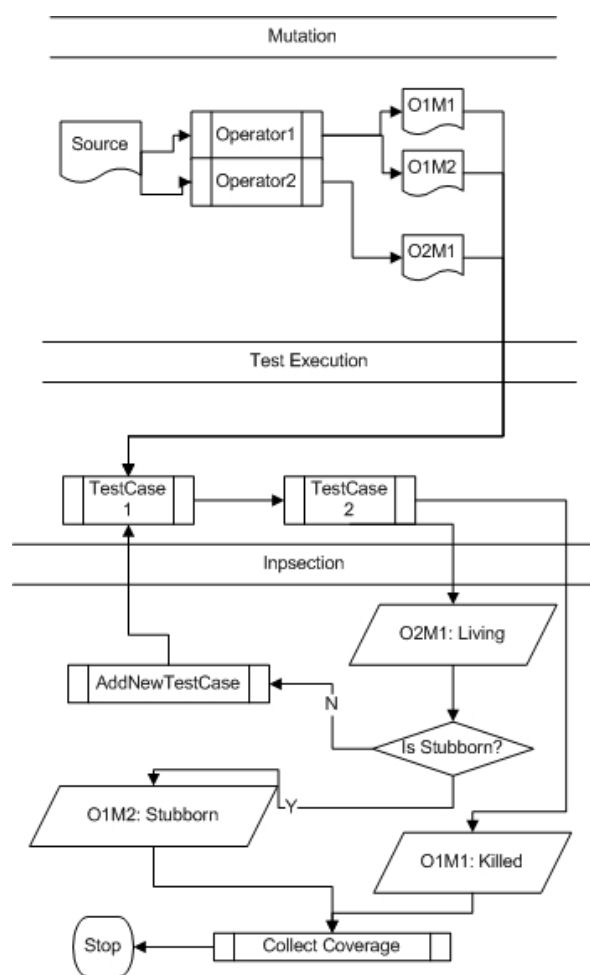 Mutation
Source
Operator1
Operator2
O1M1
O1M2
O2M1
Test Execution
TestCase
1
TestCase
2
Inpsection
O2M1: Living
AddNewTestCase
N
Is Stubborn?
Y
O1M2: Stubborn
O1M1: Killed
Stop
Collect Coverage